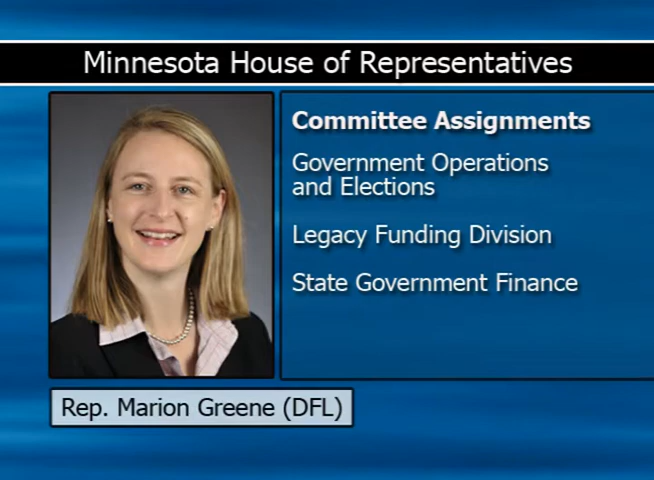 Minnesota House of Representatives
Committee Assignments
Government Operations
and Elections
Legacy Funding Division
State Government Finance
Rep. Marion Greene (DFL)